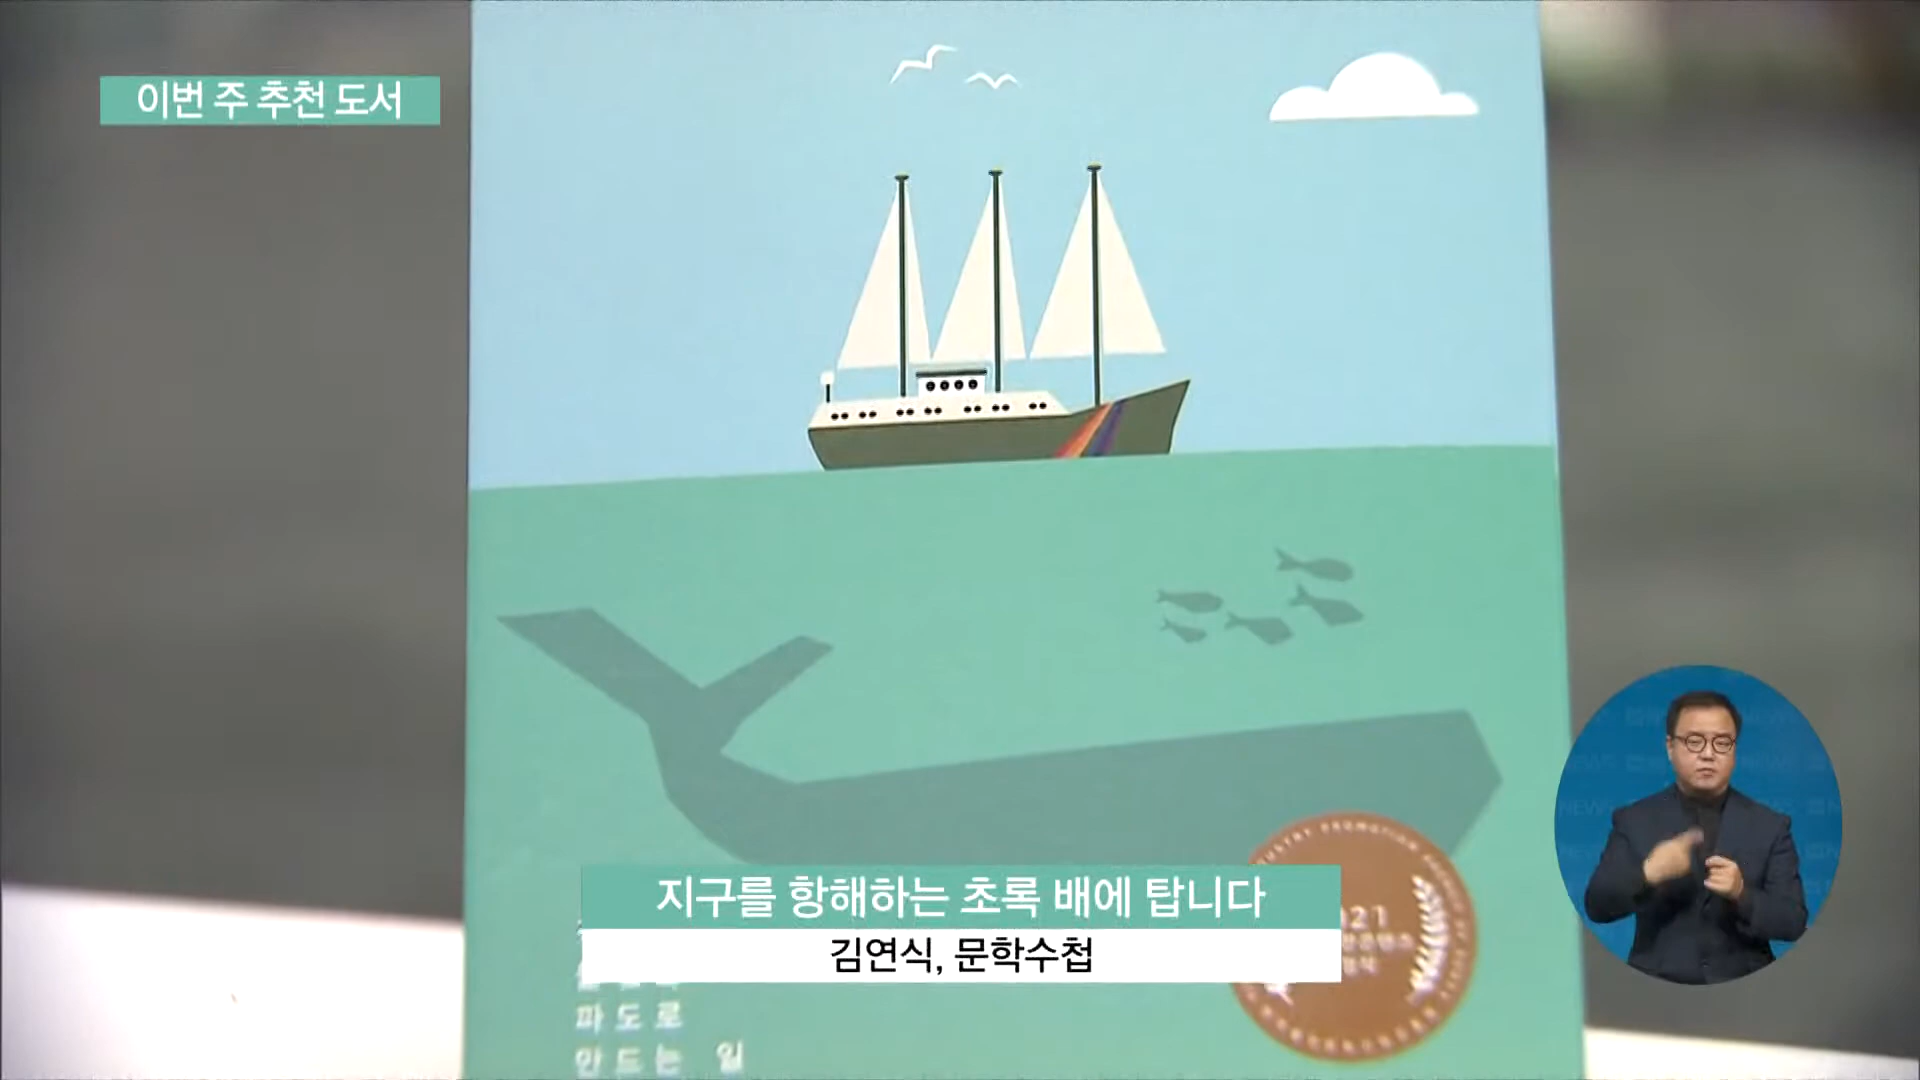 이번 주 추천 도서
지구를 항해하는 초록 배에 탑니다
김연식, 문학수첩
파도로
만드는 일